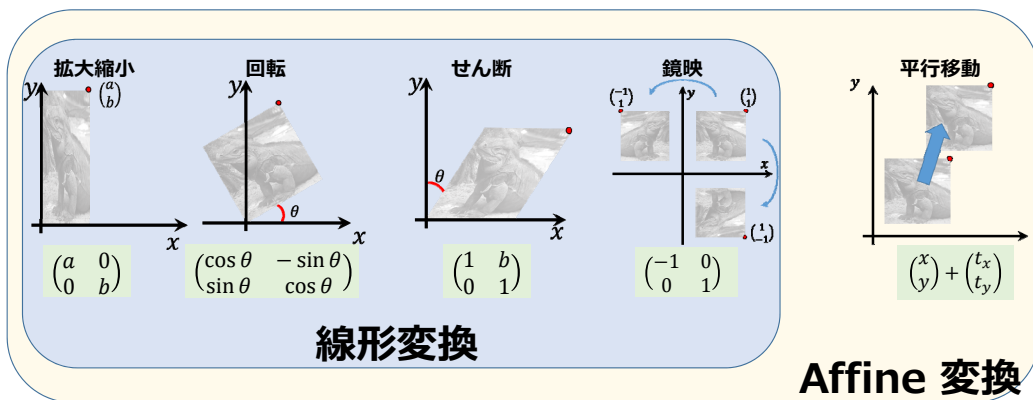 拡大縮小
y
(a b)
x
(a 0
0 b)
回転
y
θ
x
(cos θ − sin θ
sin θ cos θ)
せん断
y
θ
x
(1 b
0 1)
鏡映
(−1 1)
y
(1 1)
x
(1 −1)
(−1 0
0 1)
平行移動
y
x
(x y) + (t_x t_y)
線形変換
Affine 変換